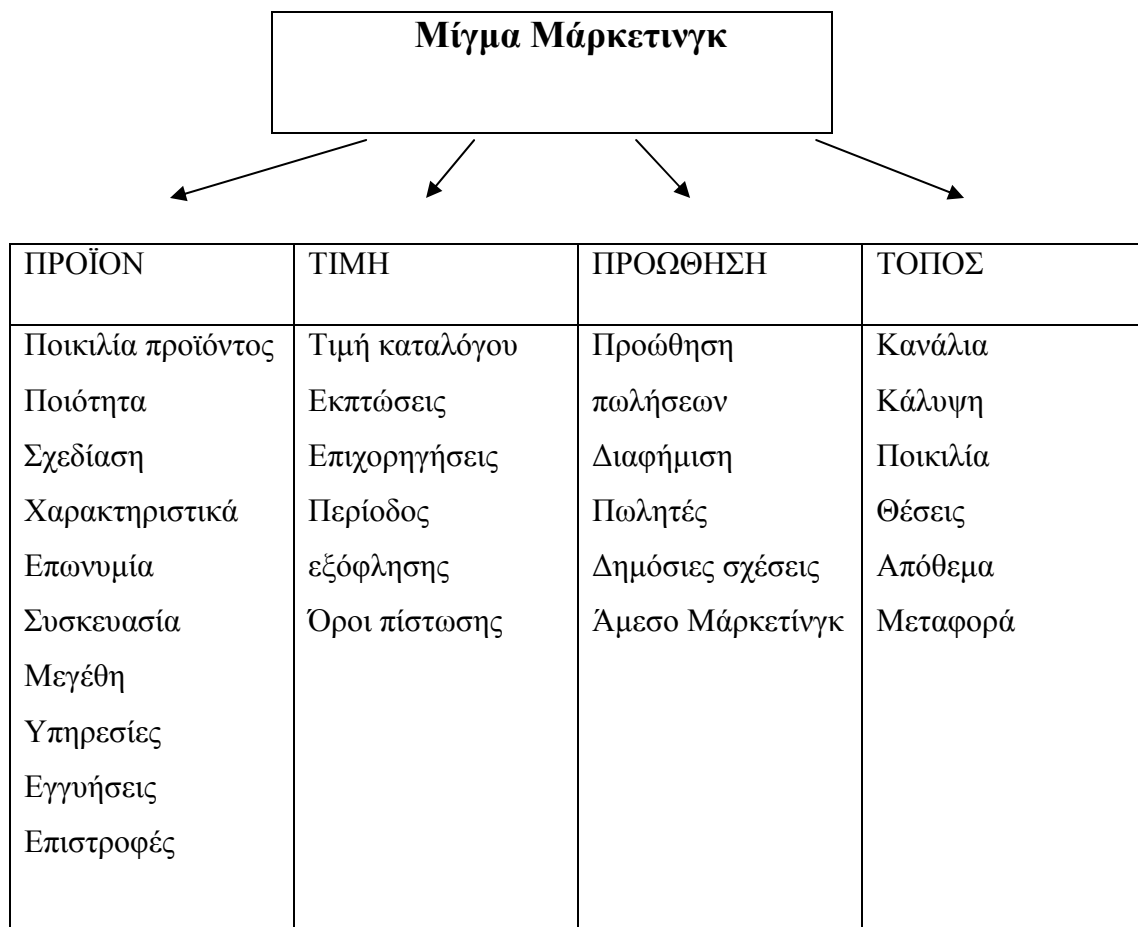 Μίγμα Μάρκετινγκ
ΠΡΟΪΟΝ
Ποικιλία προϊόντος
Ποιότητα
Σχεδίαση
Χαρακτηριστικά
Επωνυμία
Συσκευασία
Μεγέθη
Υπηρεσίες
Εγγυήσεις
Επιστροφές
ΤΙΜΗ
Τιμή καταλόγου
Εκπτώσεις
Επιχορηγήσεις
Περίοδος
εξόφλησης
Όροι πίστωσης
ΠΡΟΩΘΗΣΗ
Προώθηση
πωλήσεων
Διαφήμιση
Πωλητές
Δημόσιες σχέσεις
Άμεσο Μάρκετίνγκ
ΤΟΠΟΣ
Κανάλια
Κάλυψη
Ποικιλία
Θέσεις
Απόθεμα
Μεταφορά